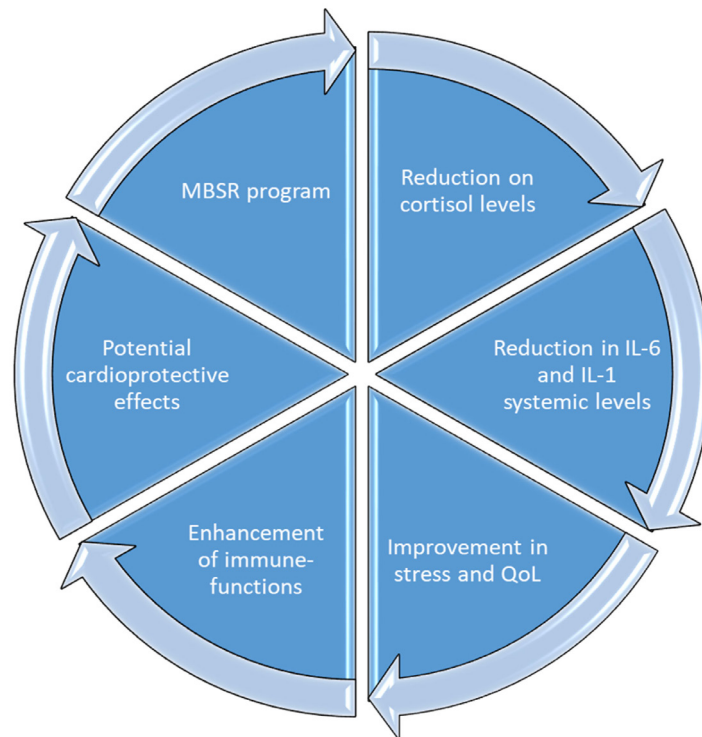 MBSR program
Reduction on
cortisol levels
Reduction in IL-6
and IL-1
systemic levels
Improvement in
stress and QoL
Enhancement
of immune-
functions
Potential
cardioprotective
effects